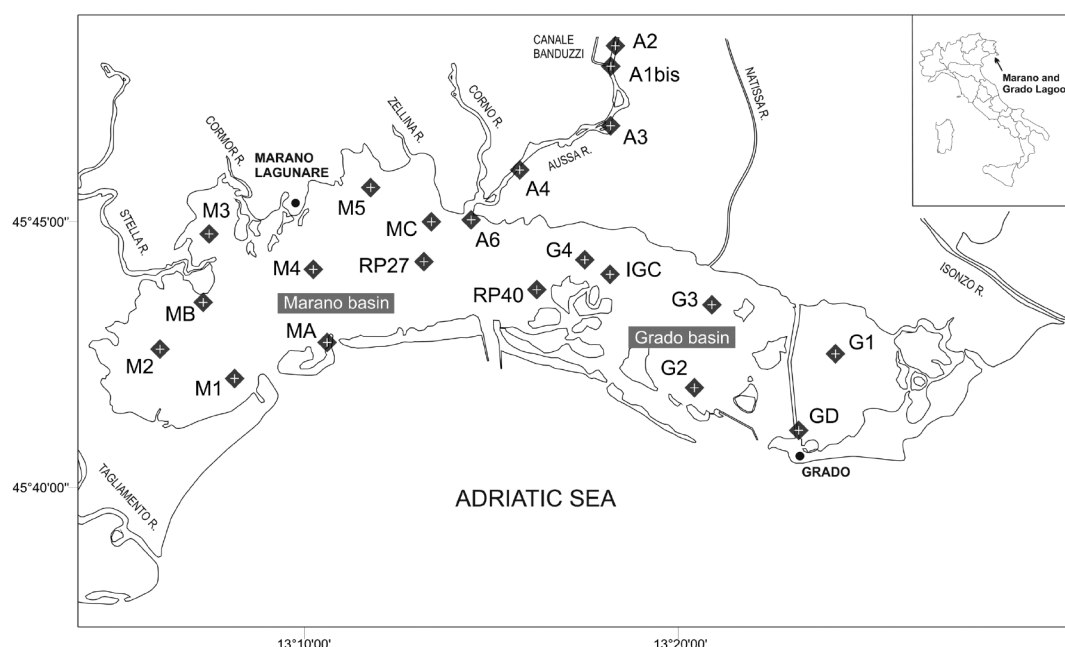 CANALE
BANDUZZI
A2
A1bis
A3
A4
AUSSA R.
CORNO R.
ZELLINA R.
NATISSA R.
Marano and
Grado Lagoo
CORMOR R.
MARANO
LAGUNARE
STELLA R.
M3
M5
MC
A6
45°45'00''
M4
RP27
G4
IGC
ISONZO R.
MB
Marano basin
RP40
G3
MA
Grado basin
G1
M2
M1
G2
GD
GRADO
TAGLIAMENTO R.
45°40'00''
ADRIATIC SEA
13°10'00''
13°20'00''